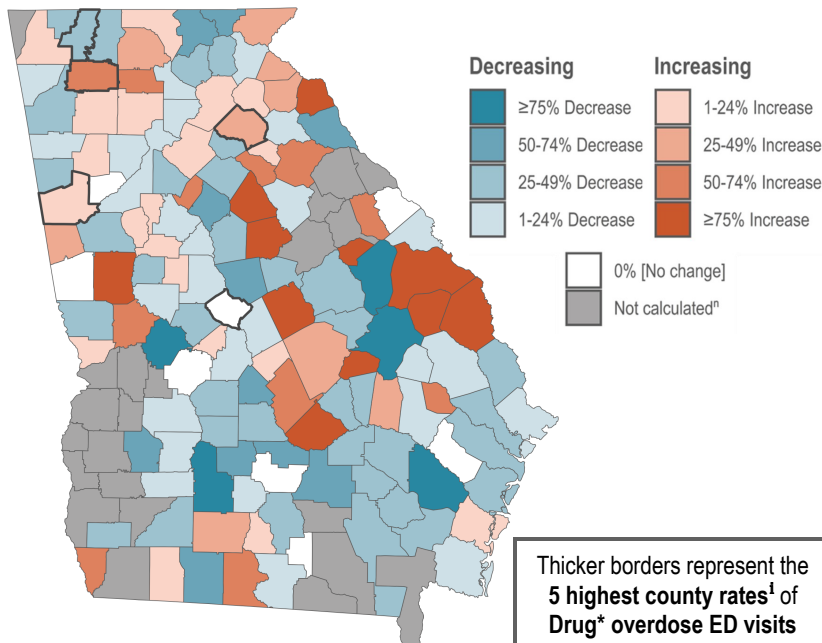 Decreasing
≥75% Decrease
50-74% Decrease
25-49% Decrease
1-24% Decrease
Increasing
1-24% Increase
25-49% Increase
50-74% Increase
≥75% Increase
0% [No change]
Not calculatedⁿ
Thicker borders represent the
5 highest county rates¹ of
Drug* overdose ED visits